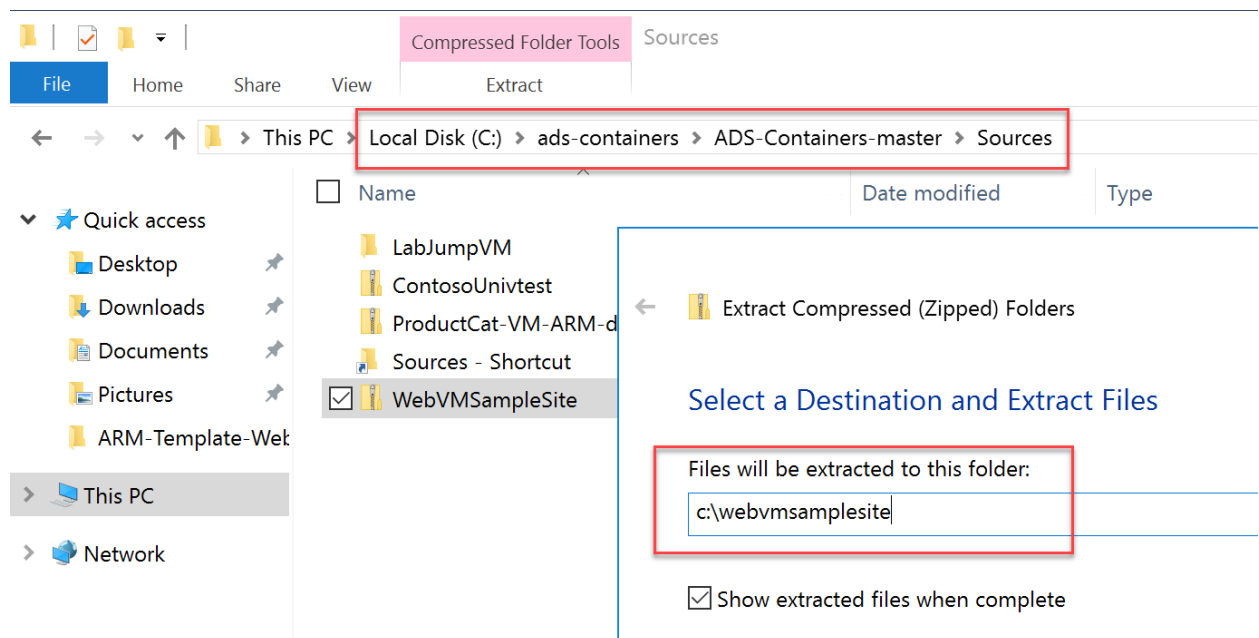 Compressed Folder Tools
Sources
File
Home
Share
View
Extract
This PC
Local Disk (C:)
ads-containers
ADS-Containers-master
Sources
Name
Date modified
Type
Quick access
Desktop
Downloads
Documents
Pictures
ARM-Template-Web
This PC
Network
LabJumpVM
ContosoUnivtest
ProductCat-VM-ARM-d
Sources - Shortcut
WebVMSampleSite
Extract Compressed (Zipped) Folders
Select a Destination and Extract Files
Files will be extracted to this folder:
c:\webvmsamplesite
Show extracted files when complete